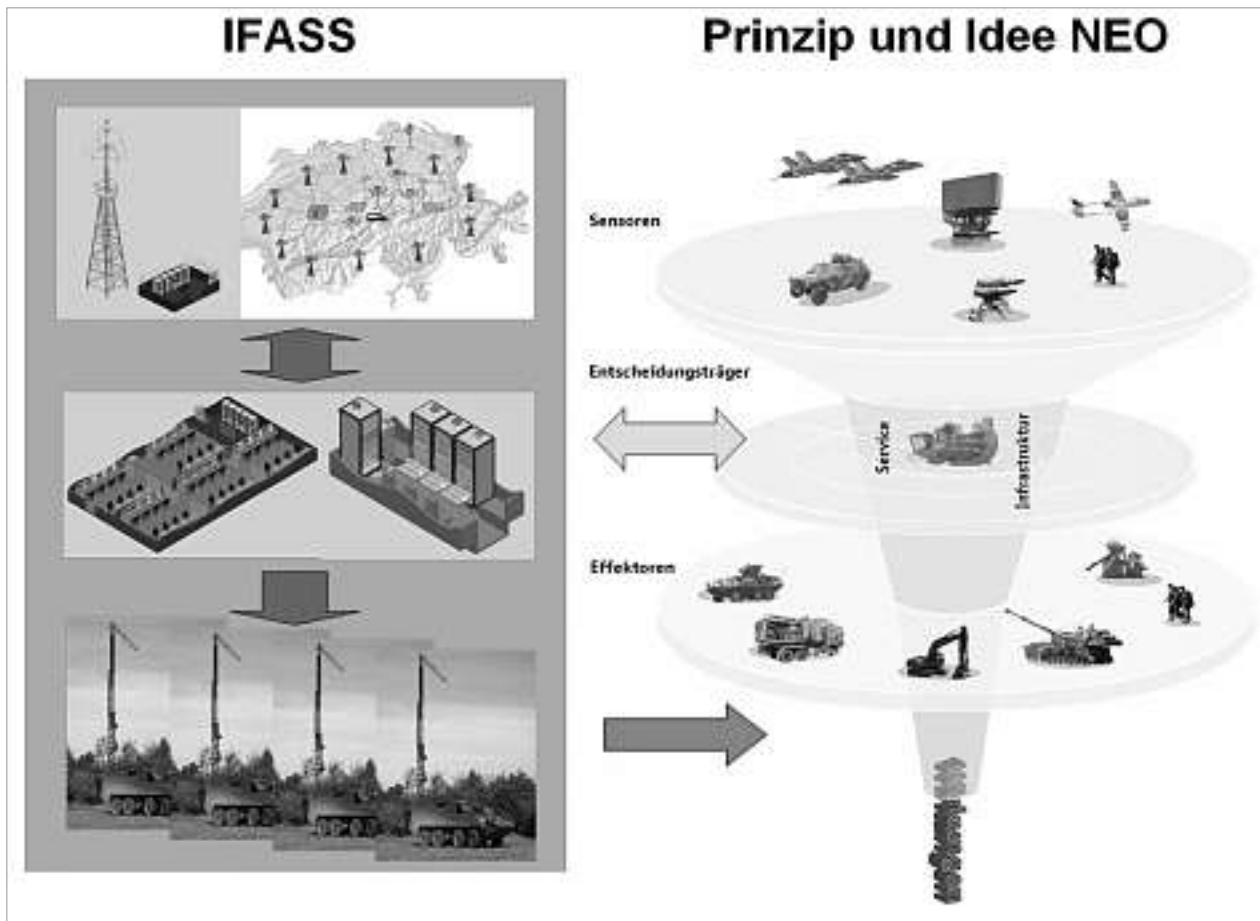 IFASS
Prinzip und Idee NEO
Sensoren
Entscheidungsträger
Service
Infrastruktur
Effektoren